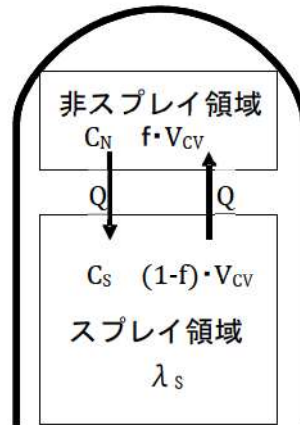 非スプレイ領域
C_N f・V_CV
Q Q
C_S (1-f)・V_CV
スプレイ領域
λ_S